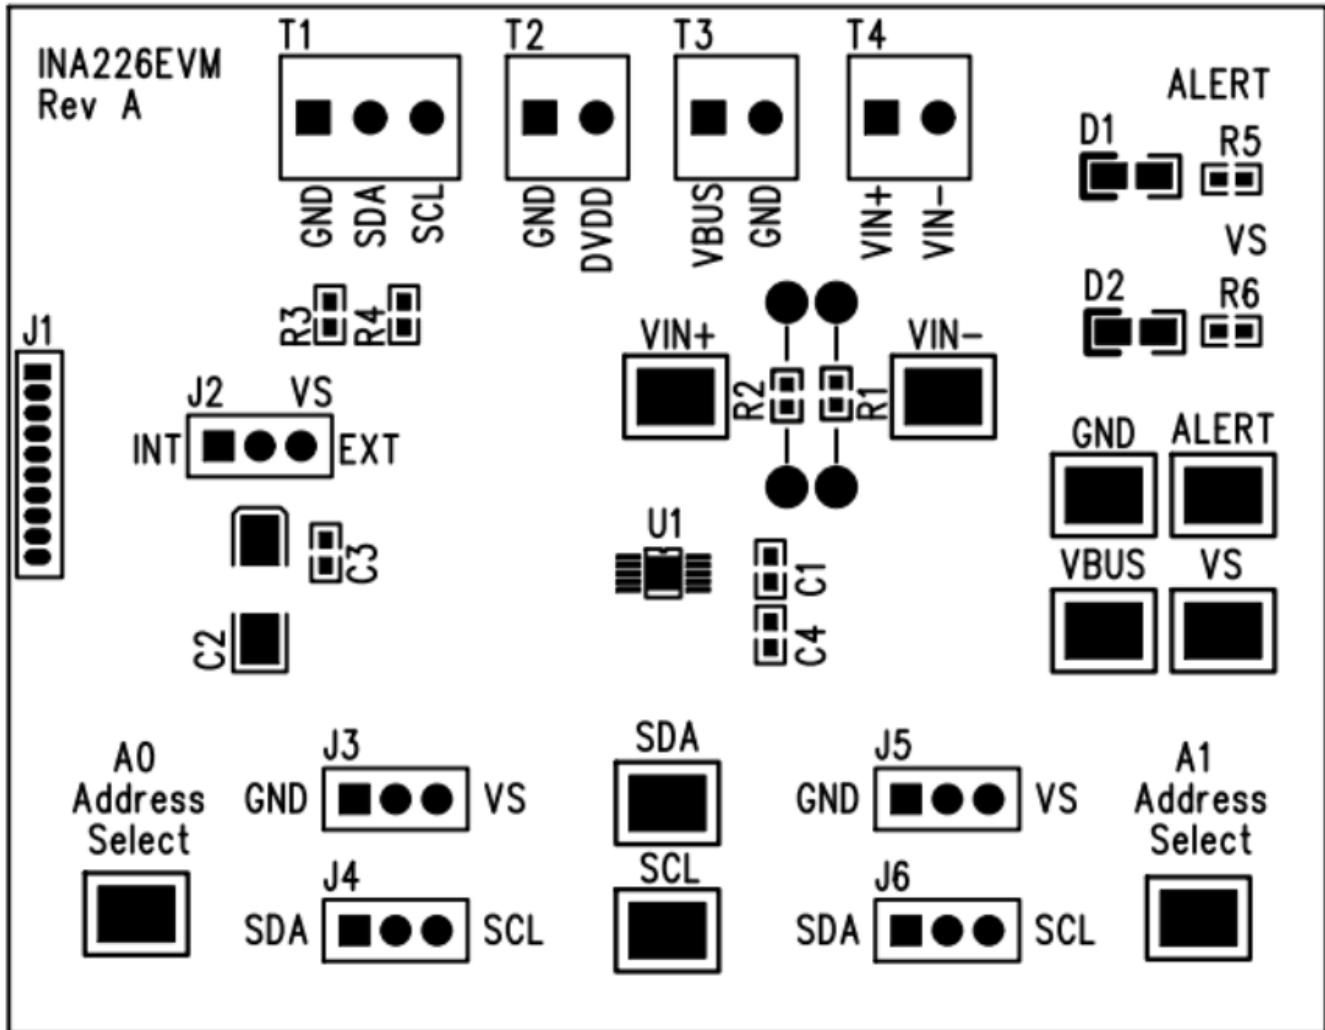 INA226EVM
Rev A
T1
T2
T3
T4
GND
SDA
SCL
GND
DVDD
VBUS
GND
VIN+
VIN-
ALERT
D1
R5
VS
D2
R6
R3
R4
J1
J2
VS
INT
EXT
VIN+
R2
R1
VIN-
GND
ALERT
VBUS
VS
C3
C2
U1
C1
C4
A0
Address
Select
J3
GND
VS
J4
SDA
SCL
SDA
SCL
J5
GND
VS
J6
SDA
SCL
A1
Address
Select